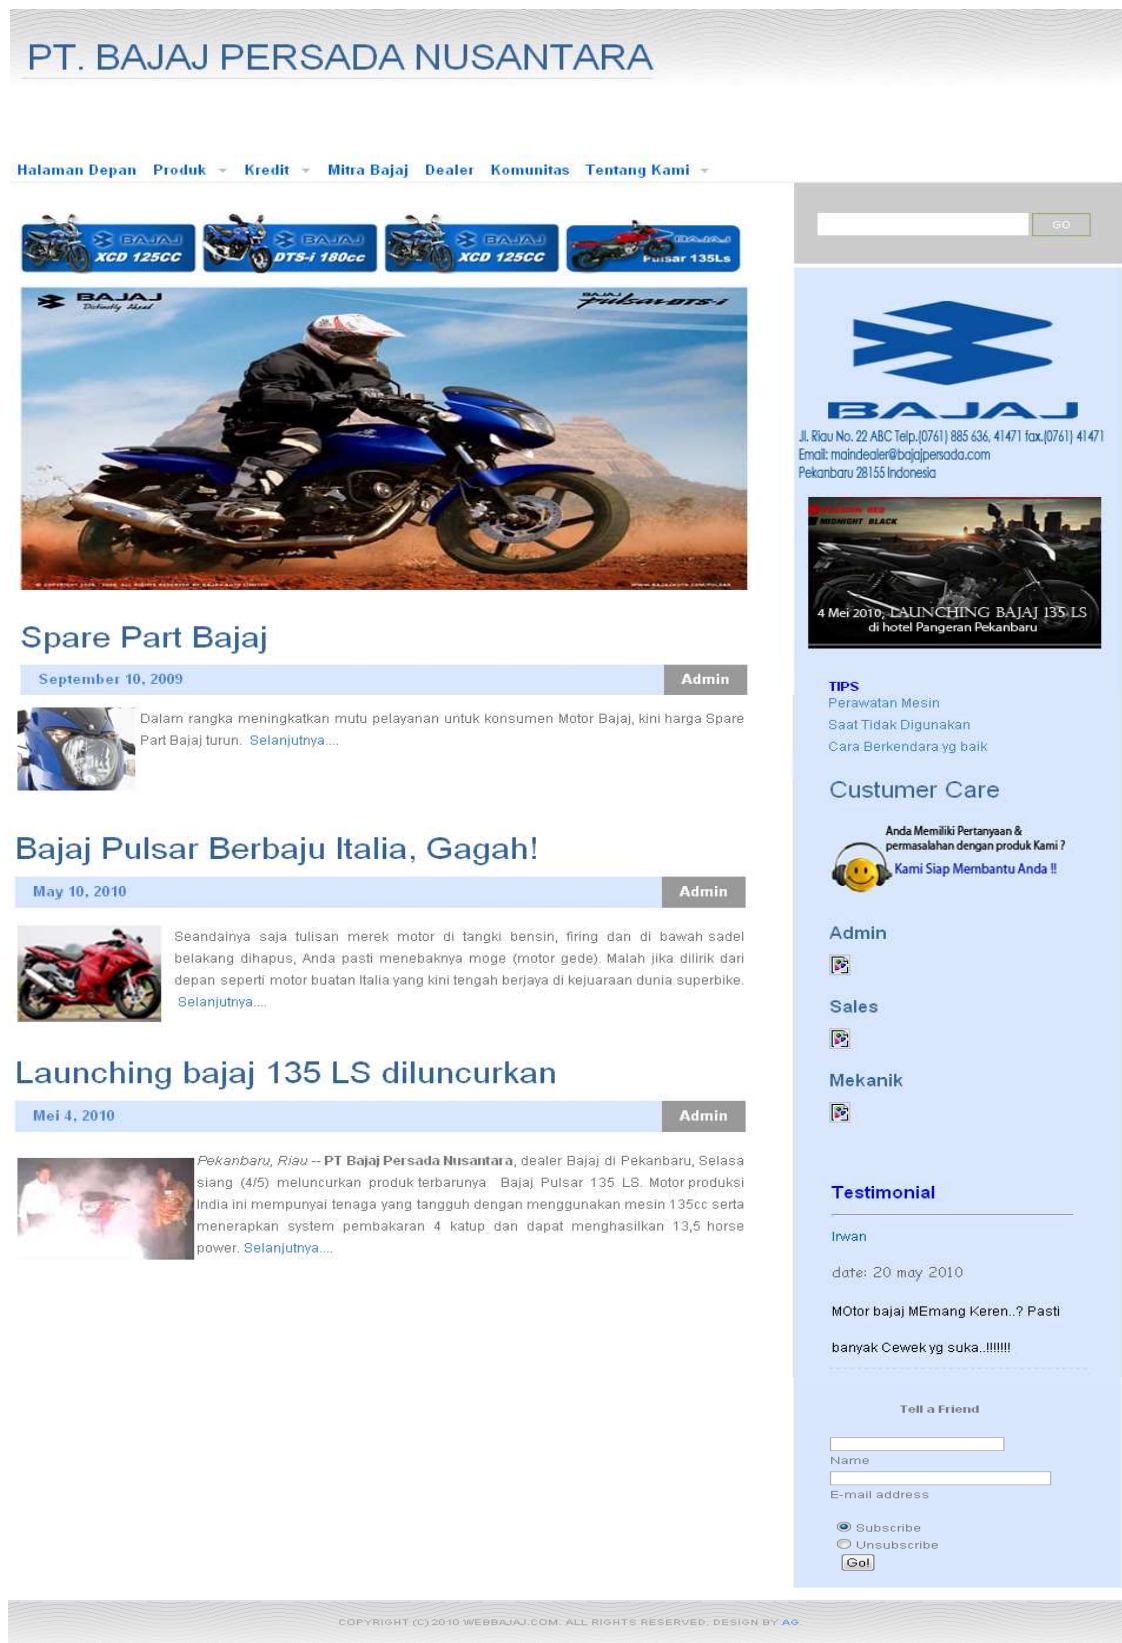 PT. BAJAJ PERSADA NUSANTARA
Halaman Depan Produk Kredit Mitra Bajaj Dealer Komunitas Tentang Kami
GO
BAJAJ
XCD 125CC
BAJAJ
DTS-i 180cc
BAJAJ
XCD 125CC
BAJAJ
Pulsar 135Ls
BAJAJ
Distinctly Ahead
BAJAJ
pulsar DTS-i
Spare Part Bajaj
September 10, 2009 Admin
Dalam rangka meningkatkan mutu pelayanan untuk konsumen Motor Bajaj, kini harga Spare
Part Bajaj turun. Selanjutnya....
Bajaj Pulsar Berbaju Italia, Gagah!
May 10, 2010 Admin
Seandainya saja tulisan merek motor di tangki bensin, firing dan di bawah sadel
belakang dihapus, Anda pasti menebaknya moge (motor gede). Malah jika dilirik dari
depan seperti motor buatan Italia yang kini tengah berjaya di kejuaraan dunia superbike.
Selanjutnya....
Launching bajaj 135 LS diluncurkan
Mei 4, 2010 Admin
Pekanbaru, Riau -- PT Bajaj Persada Nusantara, dealer Bajaj di Pekanbaru, Selasa
siang (4/5) meluncurkan produk terbarunya Bajaj Pulsar 135 LS. Motor produksi
India ini mempunyai tenaga yang tangguh dengan menggunakan mesin 135cc serta
menerapkan system pembakaran 4 katup dan dapat menghasilkan 13,5 horse
power. Selanjutnya....
BAJAJ
Jl. Riau No. 22 ABC Telp.(0761) 885 636, 41471 fax.(0761) 41471
Email: maindealer@bajajpersada.com
Pekanbaru 28155 Indonesia
MIDNIGHT BLACK
4 Mei 2010, LAUNCHING BAJAJ 135 LS
di hotel Pangeran Pekanbaru
TIPS
Perawatan Mesin
Saat Tidak Digunakan
Cara Berkendara yg baik
Custumer Care
Anda Memiliki Pertanyaan &
permasalahan dengan produk Kami ?
Kami Siap Membantu Anda !!
Admin
Sales
Mekanik
Testimonial
Irwan
date: 20 may 2010
MOtor bajaj MEmang Keren..? Pasti
banyak Cewek yg suka..!!!!!!!
Tell a Friend
Name
E-mail address
Subscribe
Unsubscribe
Go!
COPYRIGHT (C) 2010 WEBBAJAJ.COM. ALL RIGHTS RESERVED. DESIGN BY AG.